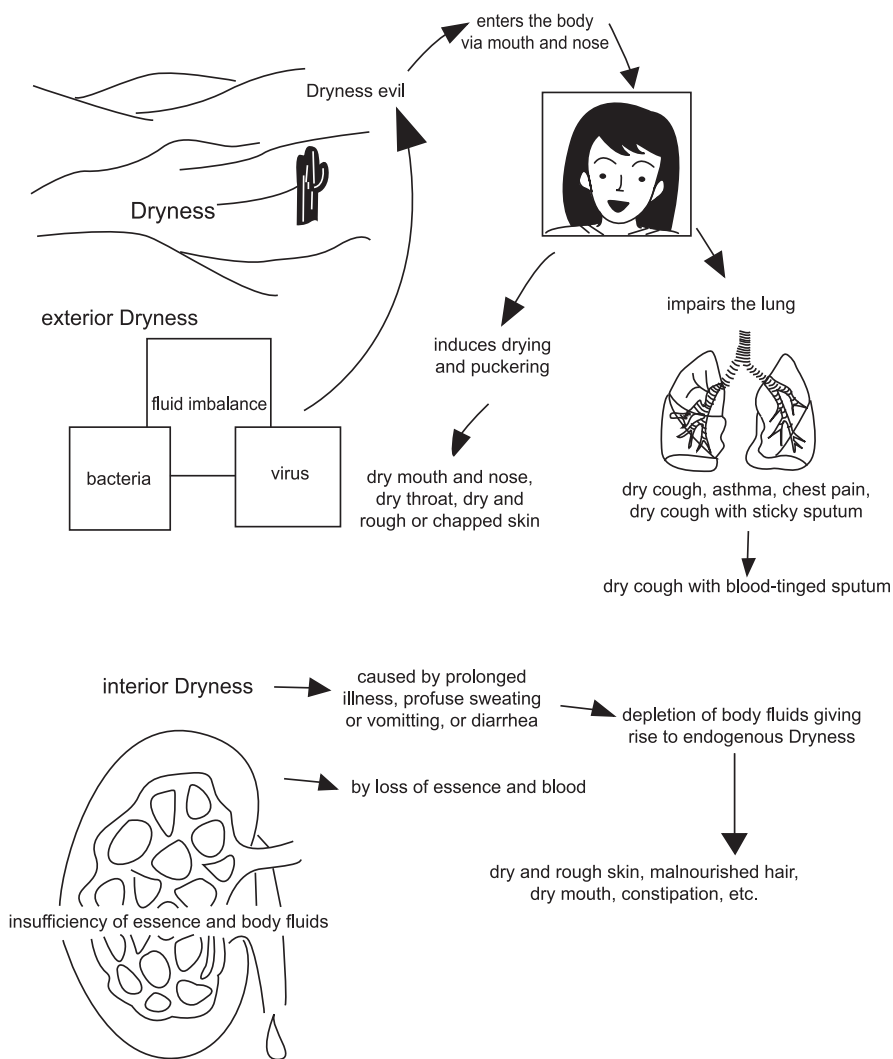 enters the body
via mouth and nose
Dryness evil
Dryness
exterior Dryness
fluid imbalance
bacteria
virus
induces drying
and puckering
dry mouth and nose,
dry throat, dry and
rough or chapped skin
impairs the lung
dry cough, asthma, chest pain,
dry cough with sticky sputum
dry cough with blood-tinged sputum
interior Dryness
caused by prolonged
illness, profuse sweating
or vomitting, or diarrhea
depletion of body fluids giving
rise to endogenous Dryness
by loss of essence and blood
dry and rough skin, malnourished hair,
dry mouth, constipation, etc.
insufficiency of essence and body fluids